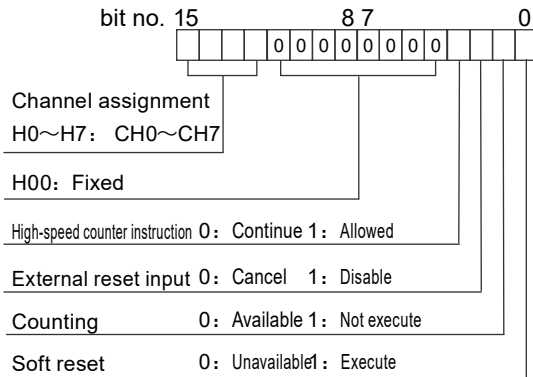 bit no. 15 8 7 0
0 0 0 0 0 0 0 0
Channel assignment
H0～H7： CH0～CH7
H00：Fixed
High-speed counter instruction 0：Continue 1：Allowed
External reset input 0：Cancel 1：Disable
Counting 0：Available 1：Not execute
Soft reset 0：Unavailable1：Execute